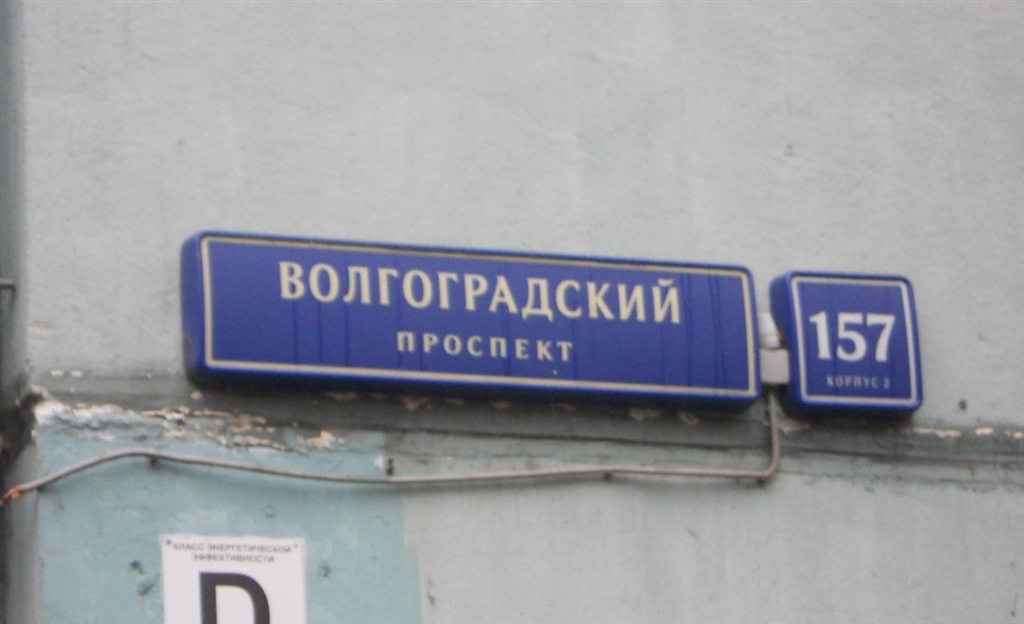 ВОЛГОГРАДСКИЙ
ПРОСПЕКТ
157
КОРПУС 2
КЛАСС ЭНЕРГЕТИЧЕСКОЙ
ЭФФЕКТИВНОСТИ
D